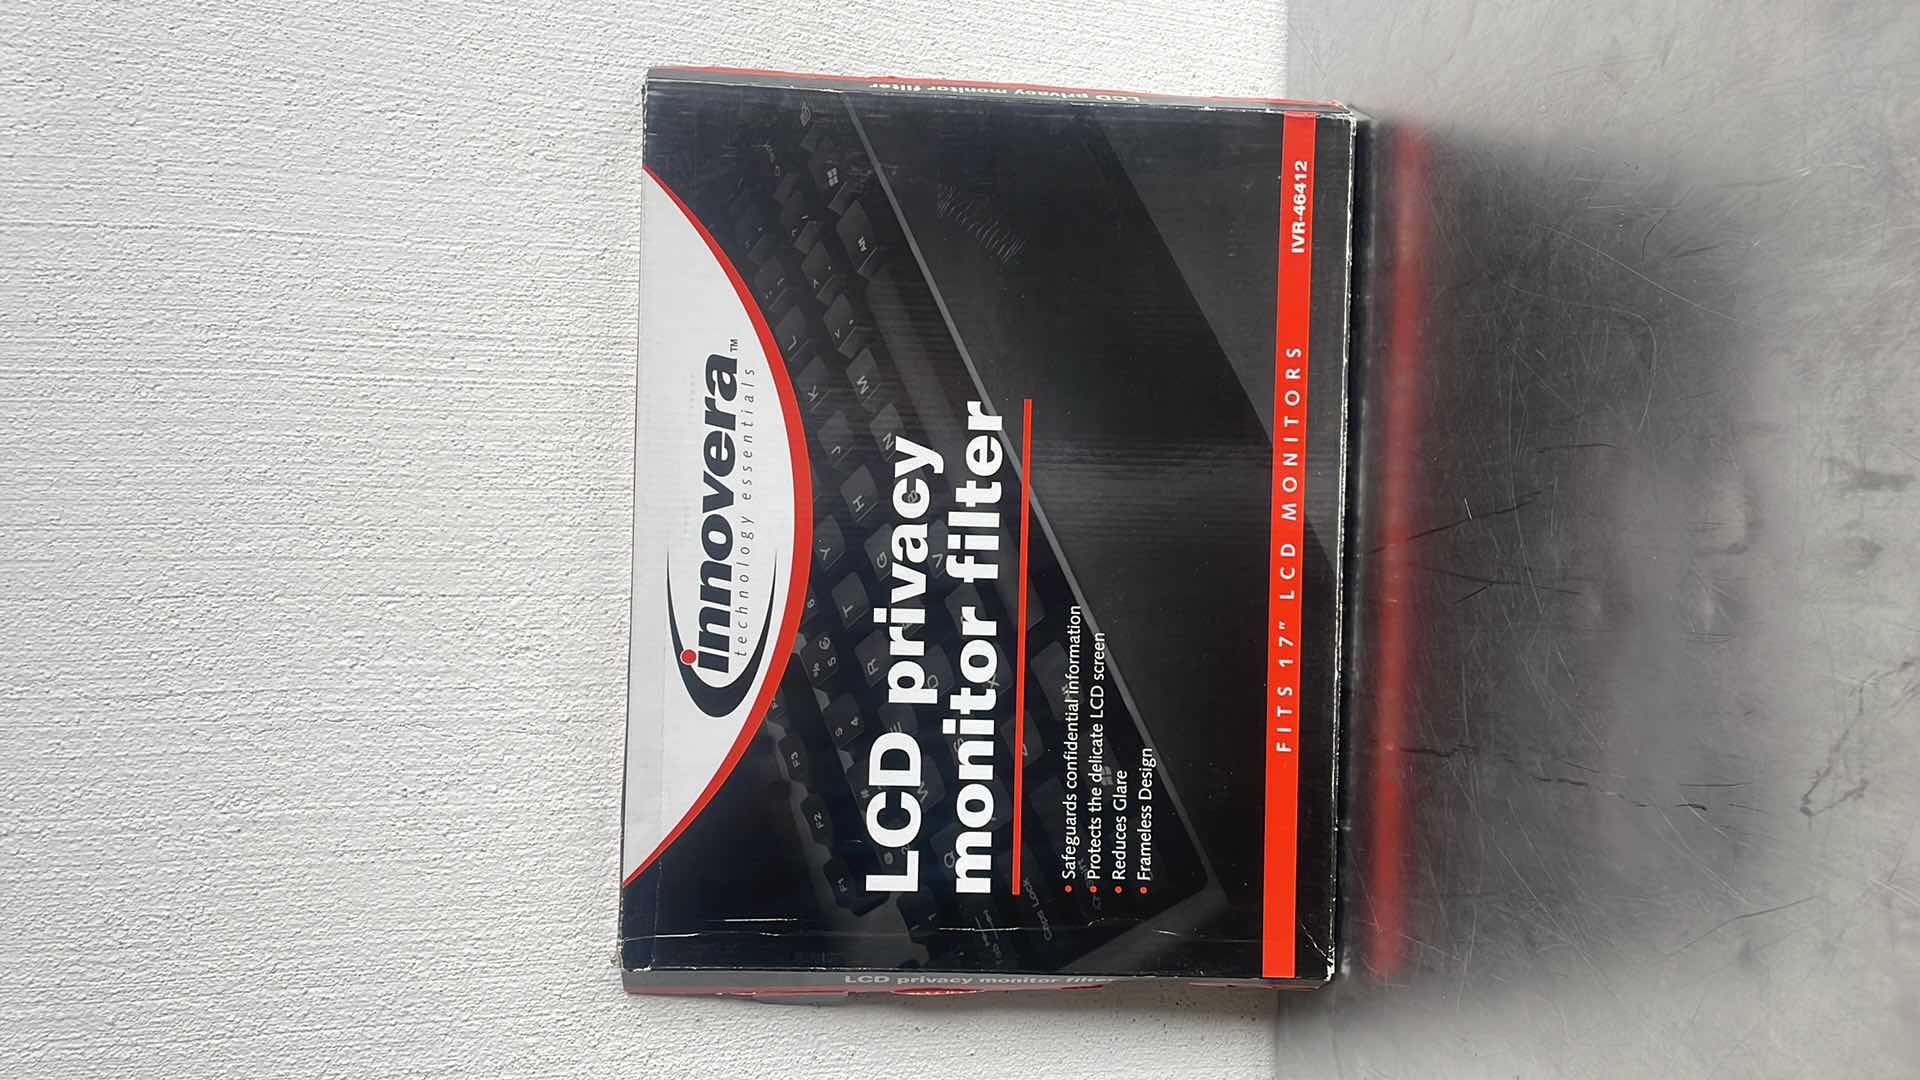 innovera™
technology essentials
LCD privacy
monitor filter
• Safeguards confidential information
• Protects the delicate LCD screen
• Reduces Glare
• Frameless Design
FITS 17" LCD MONITORS
IVR-46412
LCD privacy monitor filter
LCD privacy monitor filter